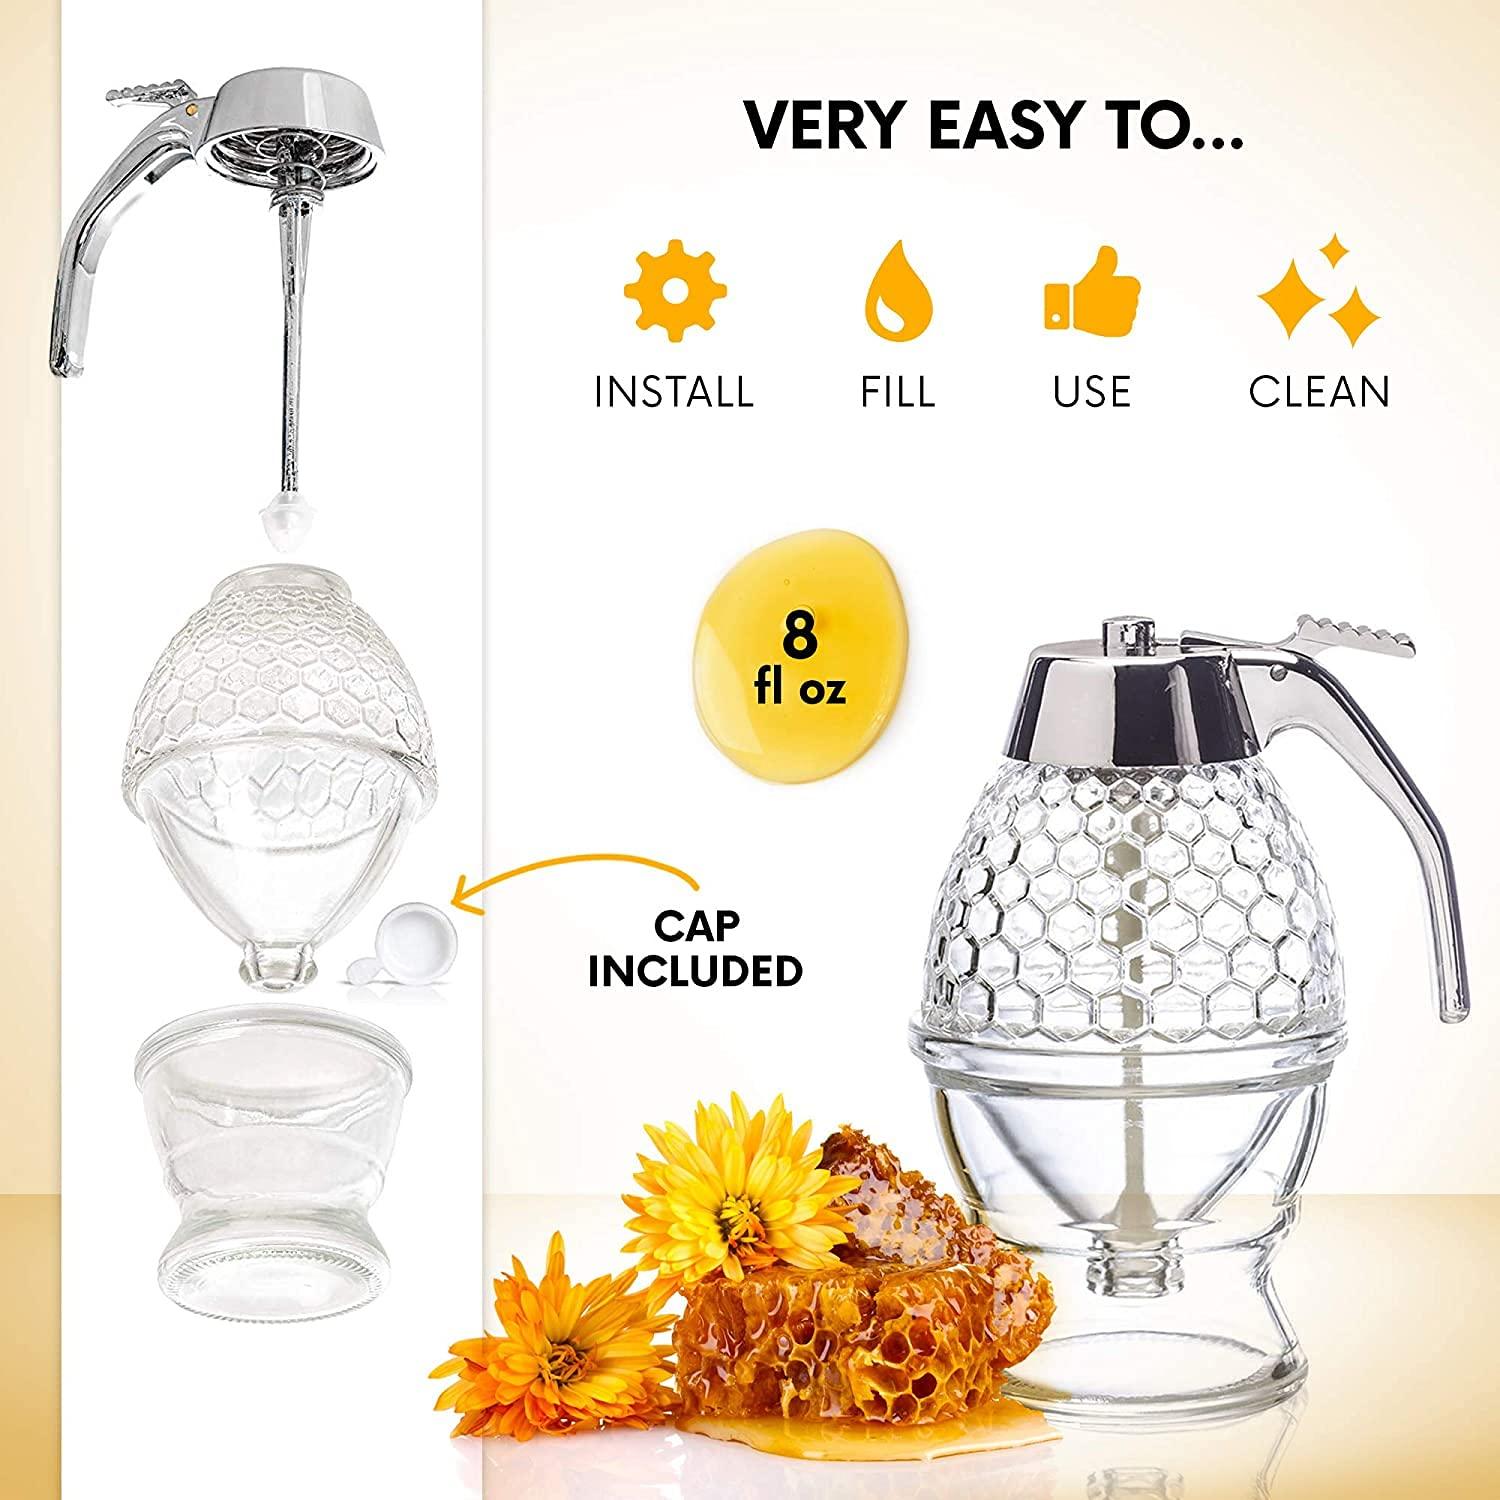 VERY EASY TO...
INSTALL FILL USE CLEAN
8
fl oz
CAP
INCLUDED